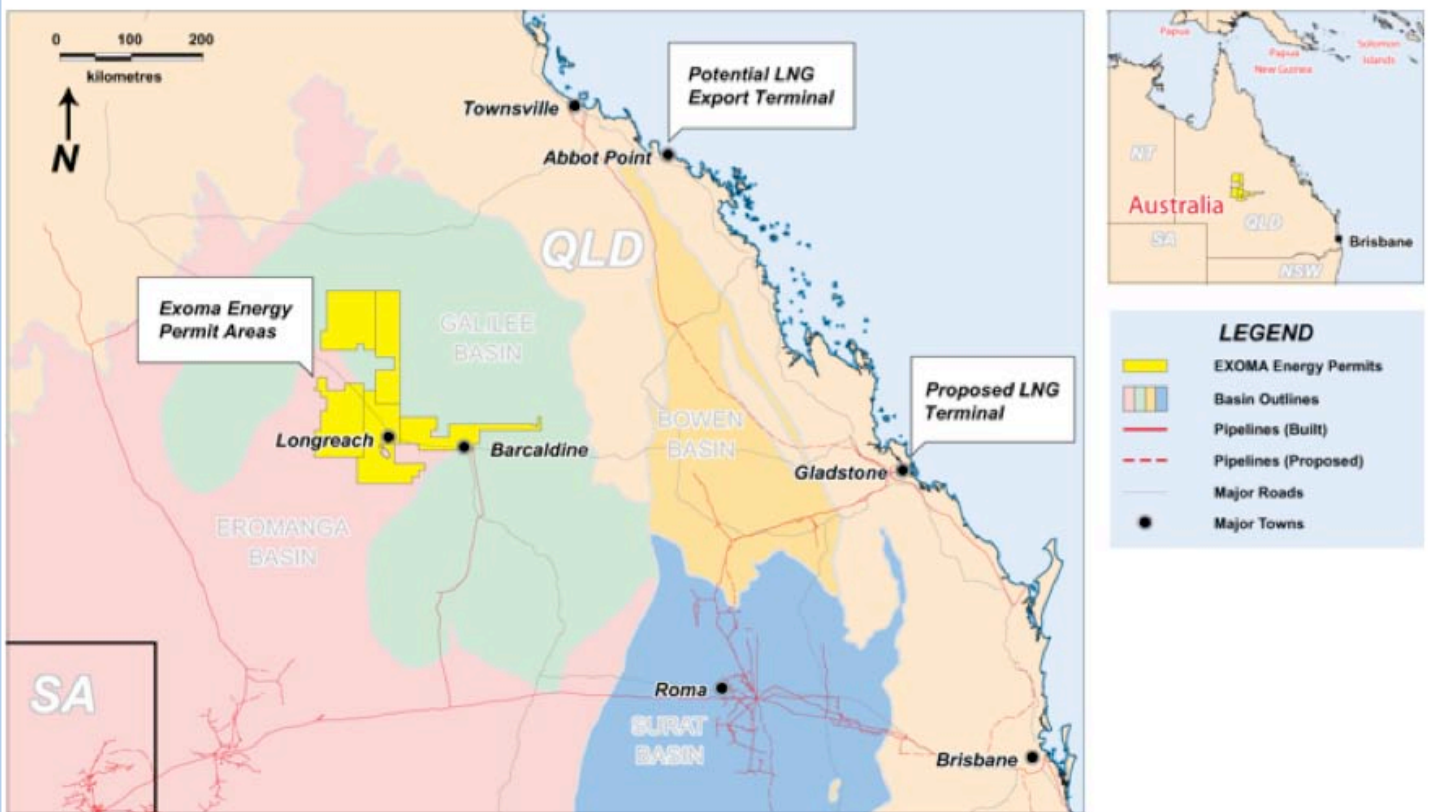 0 100 200
kilometres
N
Townsville
Potential LNG
Export Terminal
Abbot Point
QLD
Exoma Energy
Permit Areas
GALILEE
BASIN
Longreach
Barcaldine
BOWEN
BASIN
Proposed LNG
Terminal
Gladstone
EROMANGA
BASIN
SA
Roma
SURAT
BASIN
Brisbane
Papua
Papua
New Guinea
Solomon
Islands
NT
Australia
QLD
SA
Brisbane
NSW
LEGEND
EXOMA Energy Permits
Basin Outlines
Pipelines (Built)
Pipelines (Proposed)
Major Roads
Major Towns